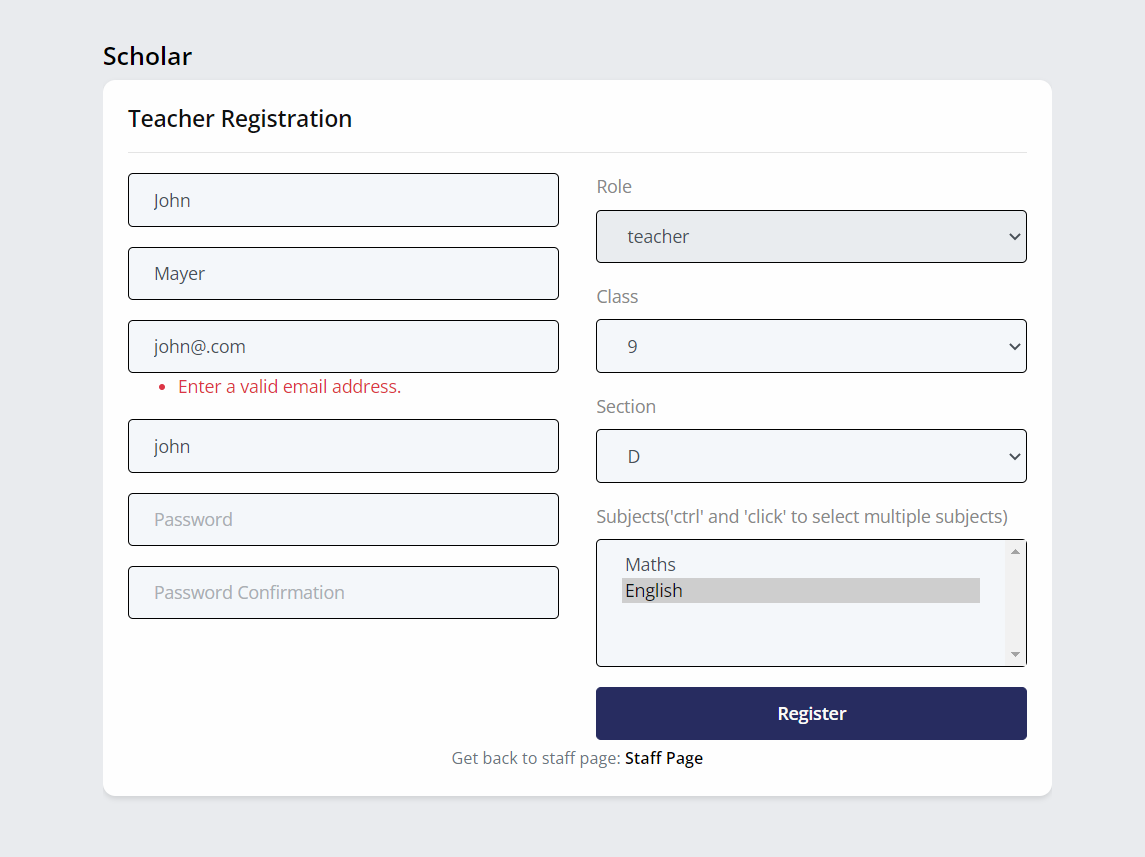 Scholar
Teacher Registration
John
Mayer
john@.com
Enter a valid email address.
john
Password
Password Confirmation
Role
teacher
Class
9
Section
D
Subjects('ctrl' and 'click' to select multiple subjects)
Maths
English
Register
Get back to staff page: Staff Page